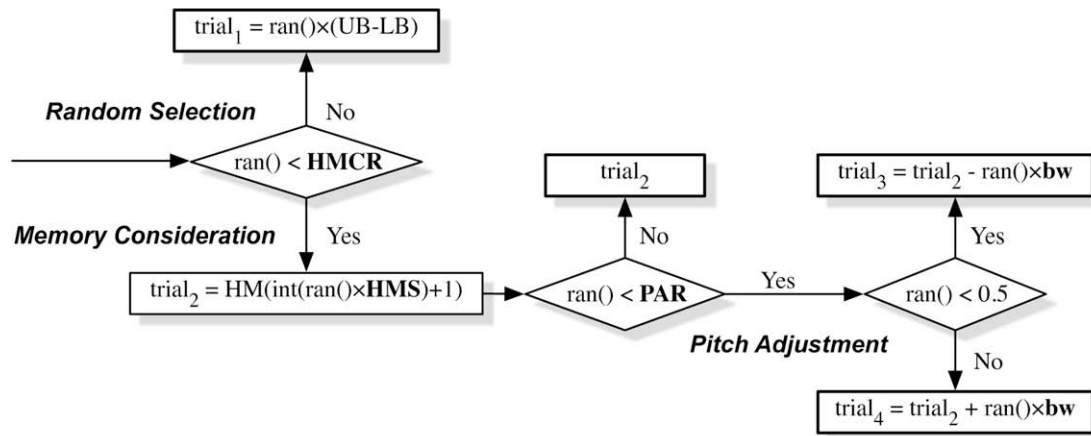 trial₁ = ran()×(UB-LB)
Random Selection
No
ran() < HMCR
Memory Consideration
Yes
trial₂ = HM(int(ran()×HMS)+1)
trial₂
No
ran() < PAR
Yes
Pitch Adjustment
trial₃ = trial₂ - ran()×bw
Yes
ran() < 0.5
No
trial₄ = trial₂ + ran()×bw